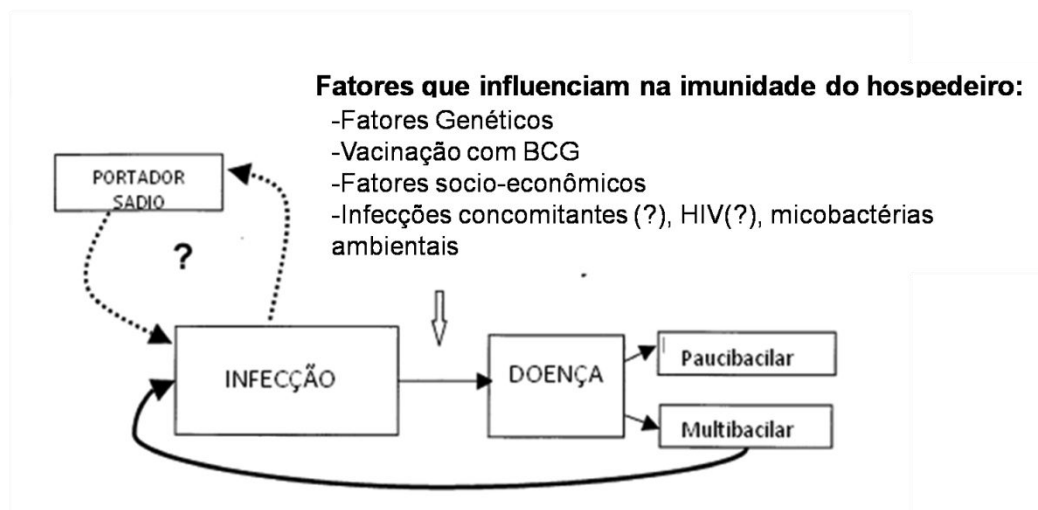 Fatores que influenciam na imunidade do hospedeiro:
-Fatores Genéticos
-Vacinação com BCG
-Fatores socio-econômicos
-Infecções concomitantes (?), HIV(?), micobactérias
ambientais
PORTADOR
SADIO
?
INFECÇÃO
DOENÇA
Paucibacilar
Multibacilar